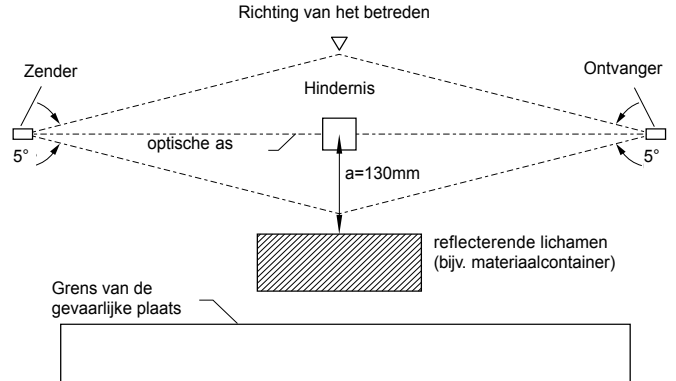 Richting van het betreden
Zender
Ontvanger
Hindernis
optische as
5°
5°
a=130mm
reflecterende lichamen
(bijv. materiaalcontainer)
Grens van de
gevaarlijke plaats